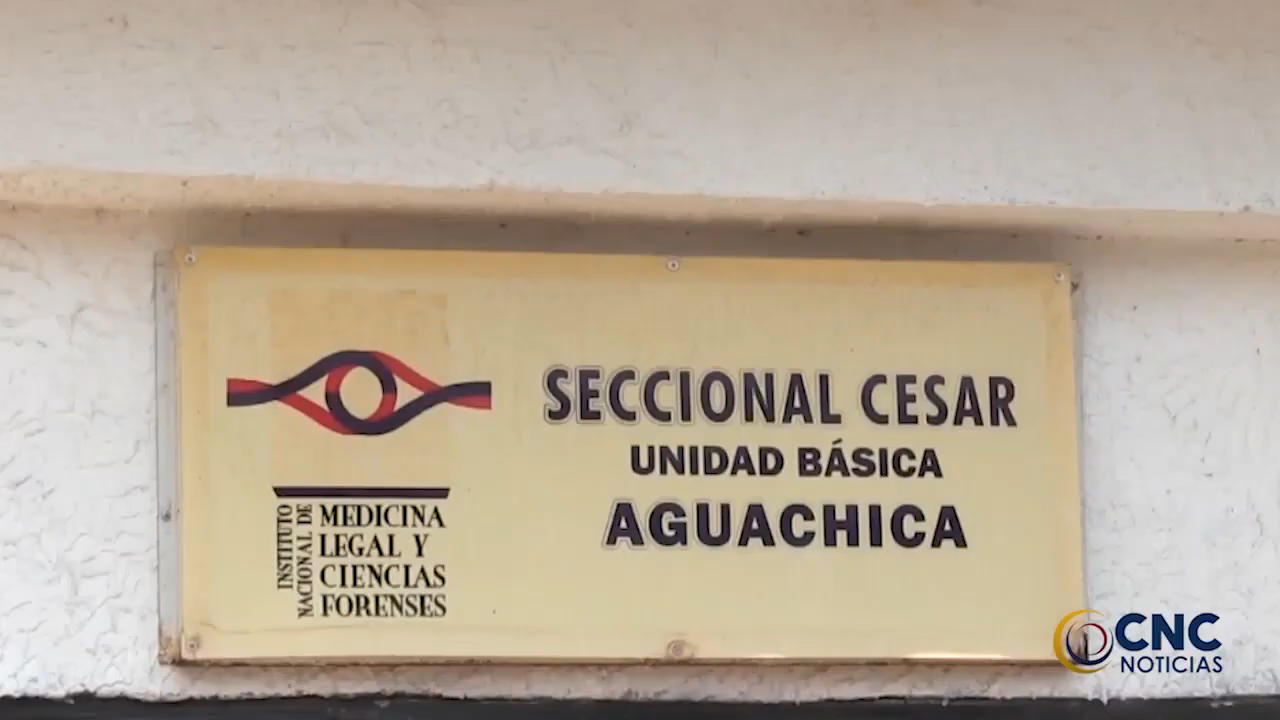 SECCIONAL CESAR
UNIDAD BÁSICA
AGUACHICA
INSTITUTO
NACIONAL DE
MEDICINA
LEGAL Y
CIENCIAS
FORENSES
CNC
NOTICIAS